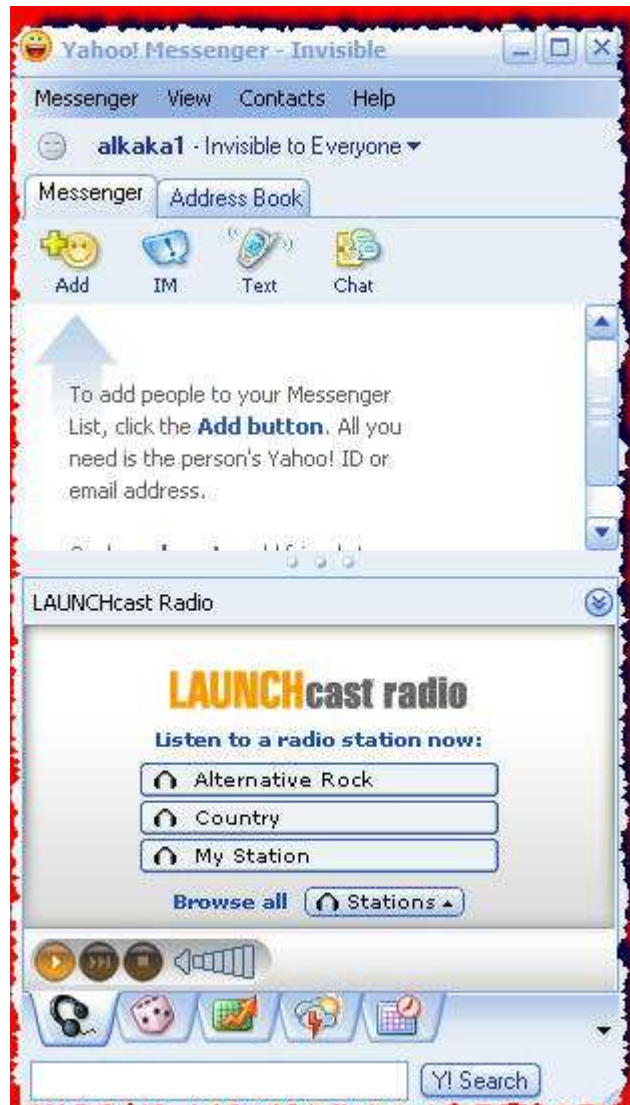 Yahoo! Messenger - Invisible
Messenger View Contacts Help
alkaka1 - Invisible to Everyone
Messenger Address Book
Add IM Text Chat
To add people to your Messenger
List, click the Add button. All you
need is the person's Yahoo! ID or
email address.
LAUNCHcast Radio
LAUNCHcast radio
Listen to a radio station now:
Alternative Rock
Country
My Station
Browse all Stations
Y! Search